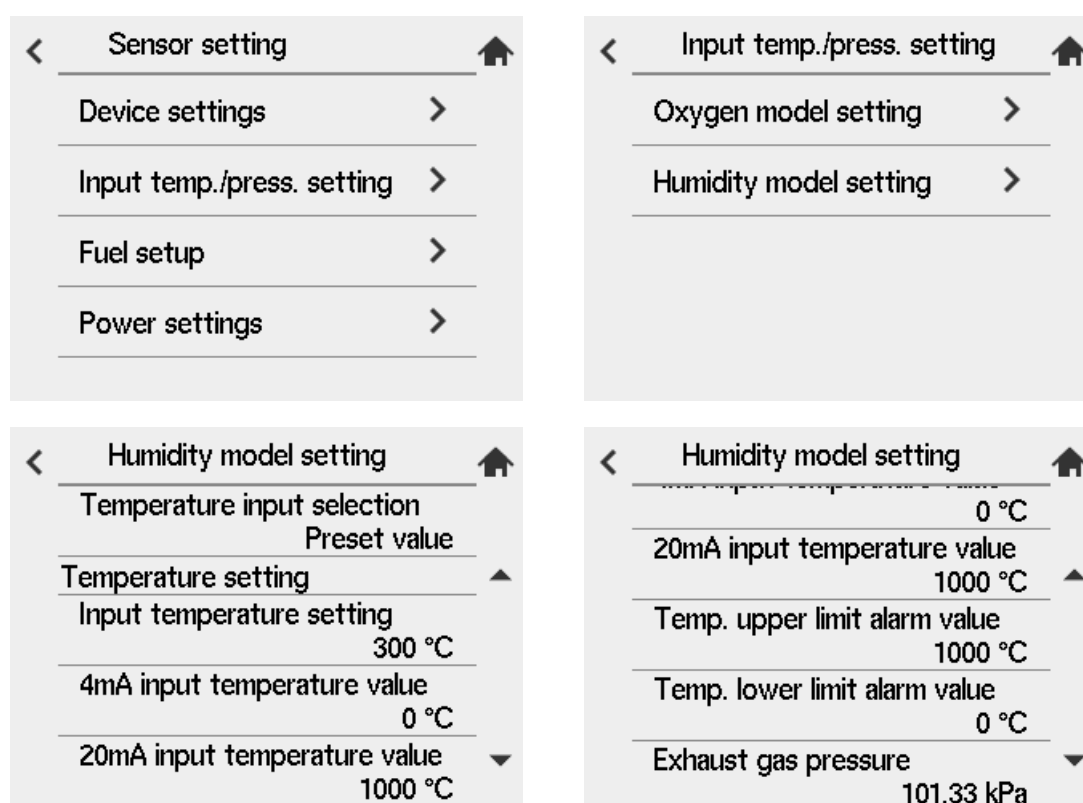 Sensor setting
Device settings
Input temp./press. setting
Fuel setup
Power settings
Input temp./press. setting
Oxygen model setting
Humidity model setting
Humidity model setting
Temperature input selection
Preset value
Temperature setting
Input temperature setting
300 °C
4mA input temperature value
0 °C
20mA input temperature value
1000 °C
Humidity model setting
0 °C
20mA input temperature value
1000 °C
Temp. upper limit alarm value
1000 °C
Temp. lower limit alarm value
0 °C
Exhaust gas pressure
101.33 kPa